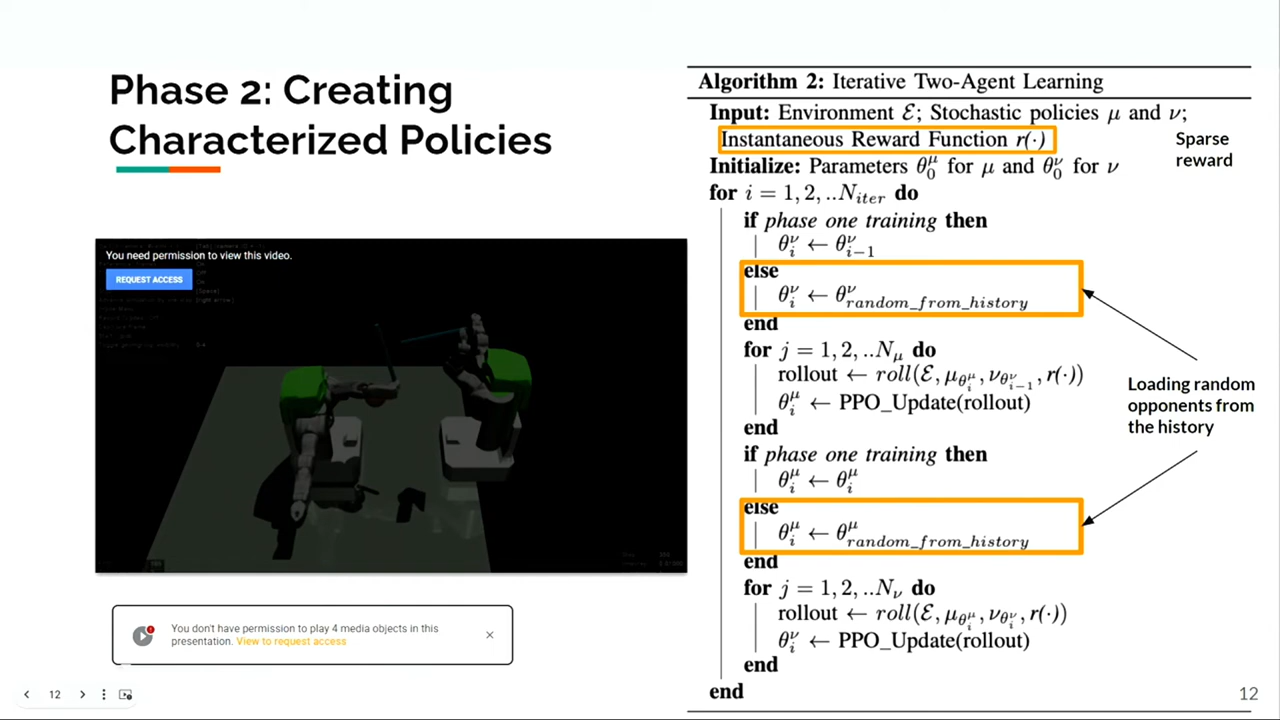 Phase 2: Creating
Characterized Policies
You need permission to view this video.
REQUEST ACCESS
You don't have permission to play 4 media objects in this
presentation. View to request access
12
Algorithm 2: Iterative Two-Agent Learning
Input: Environment ℰ; Stochastic policies μ and ν;
Instantaneous Reward Function r(·)
Initialize: Parameters θ₀^μ for μ and θ₀^ν for ν
for i = 1, 2, ..N_iter do
if phase one training then
θ_i^ν ← θ_{i−1}^ν
else
θ_i^ν ← θ_{random_from_history}^ν
end
for j = 1, 2, ..N_μ do
rollout ← roll(ℰ, μ_{θ_i^μ}, ν_{θ_{i−1}^ν}, r(·))
θ_i^μ ← PPO_Update(rollout)
end
if phase one training then
θ_i^μ ← θ_i^μ
else
θ_i^μ ← θ_{random_from_history}^μ
end
for j = 1, 2, ..N_ν do
rollout ← roll(ℰ, μ_{θ_i^μ}, ν_{θ_i^ν}, r(·))
θ_i^ν ← PPO_Update(rollout)
end
end
Sparse
reward
Loading random
opponents from
the history
12